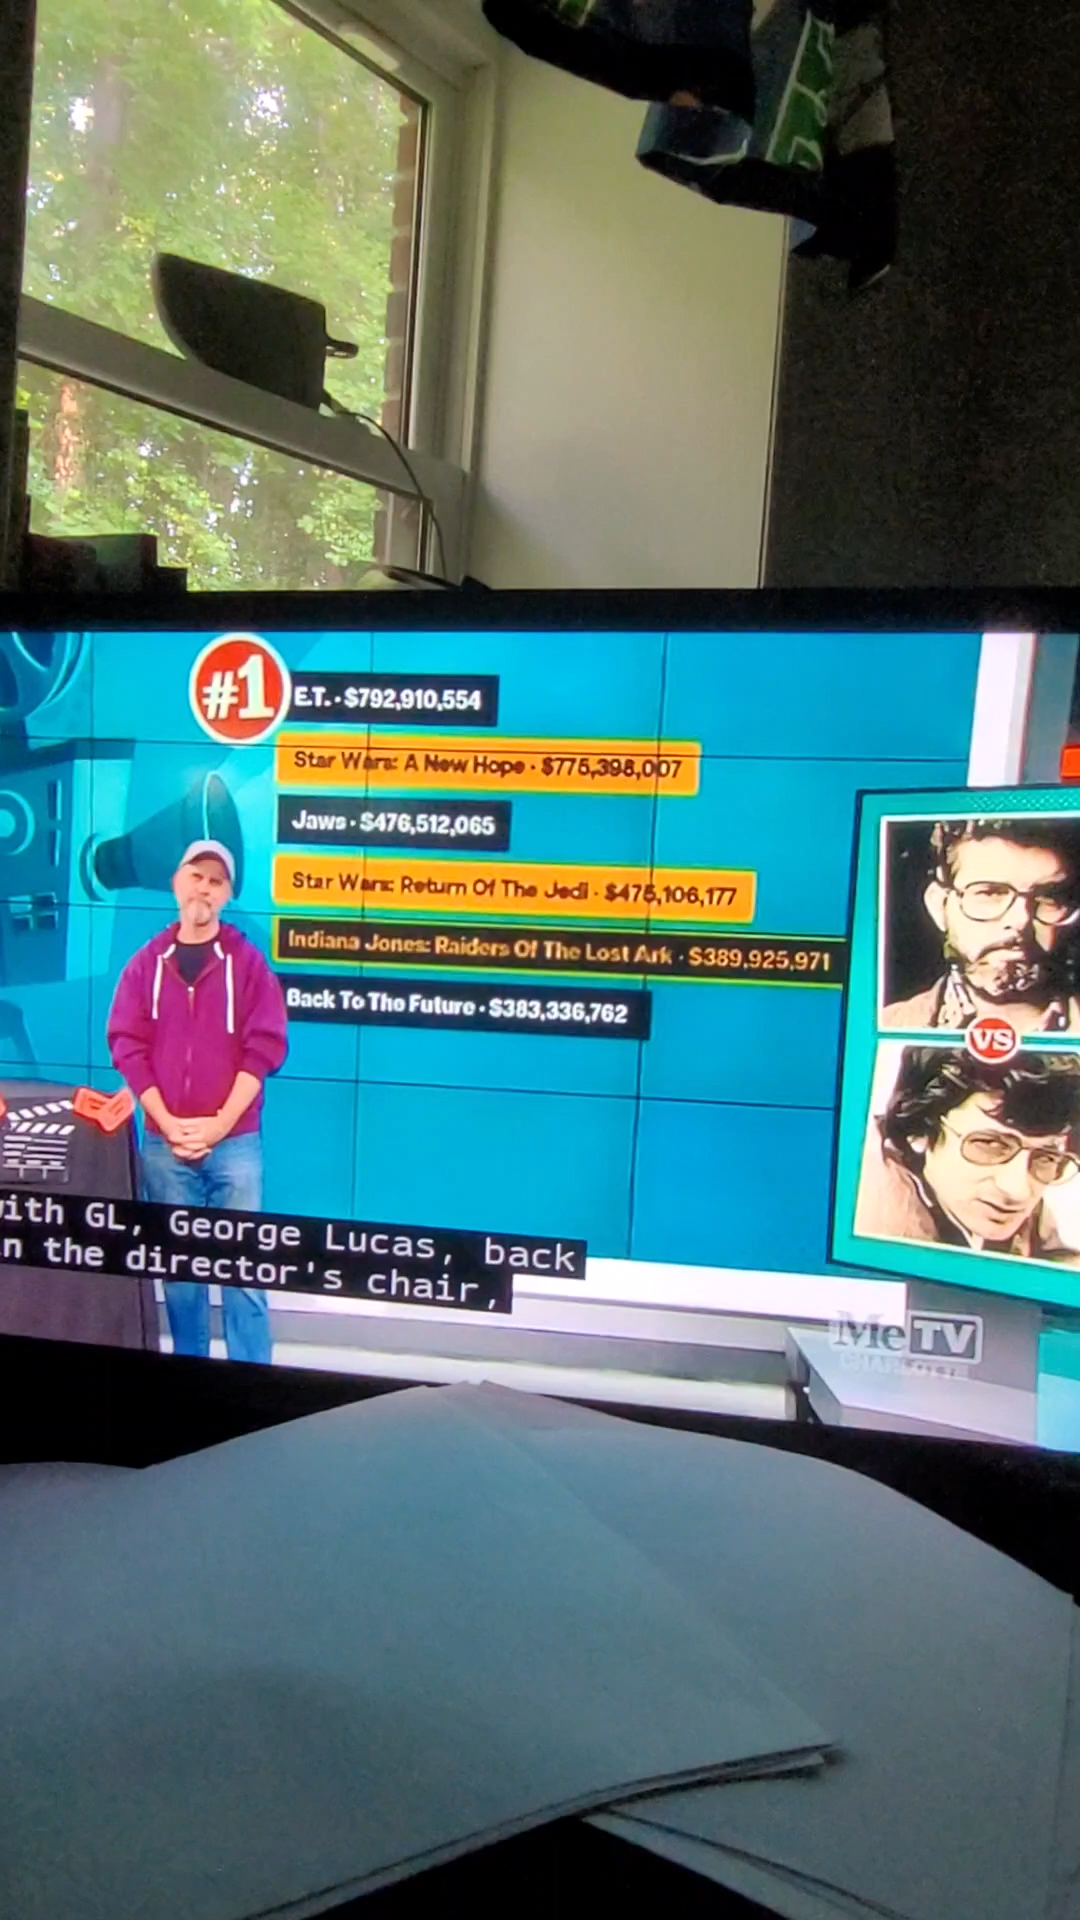 #1
E.T. · $792,910,554
Star Wars: A New Hope · $775,398,007
Jaws · $476,512,065
Star Wars: Return Of The Jedi · $475,106,177
Indiana Jones: Raiders Of The Lost Ark · $389,925,971
Back To The Future · $383,336,762
VS
with GL, George Lucas, back
in the director's chair,
MeTV
CHARLOTTE